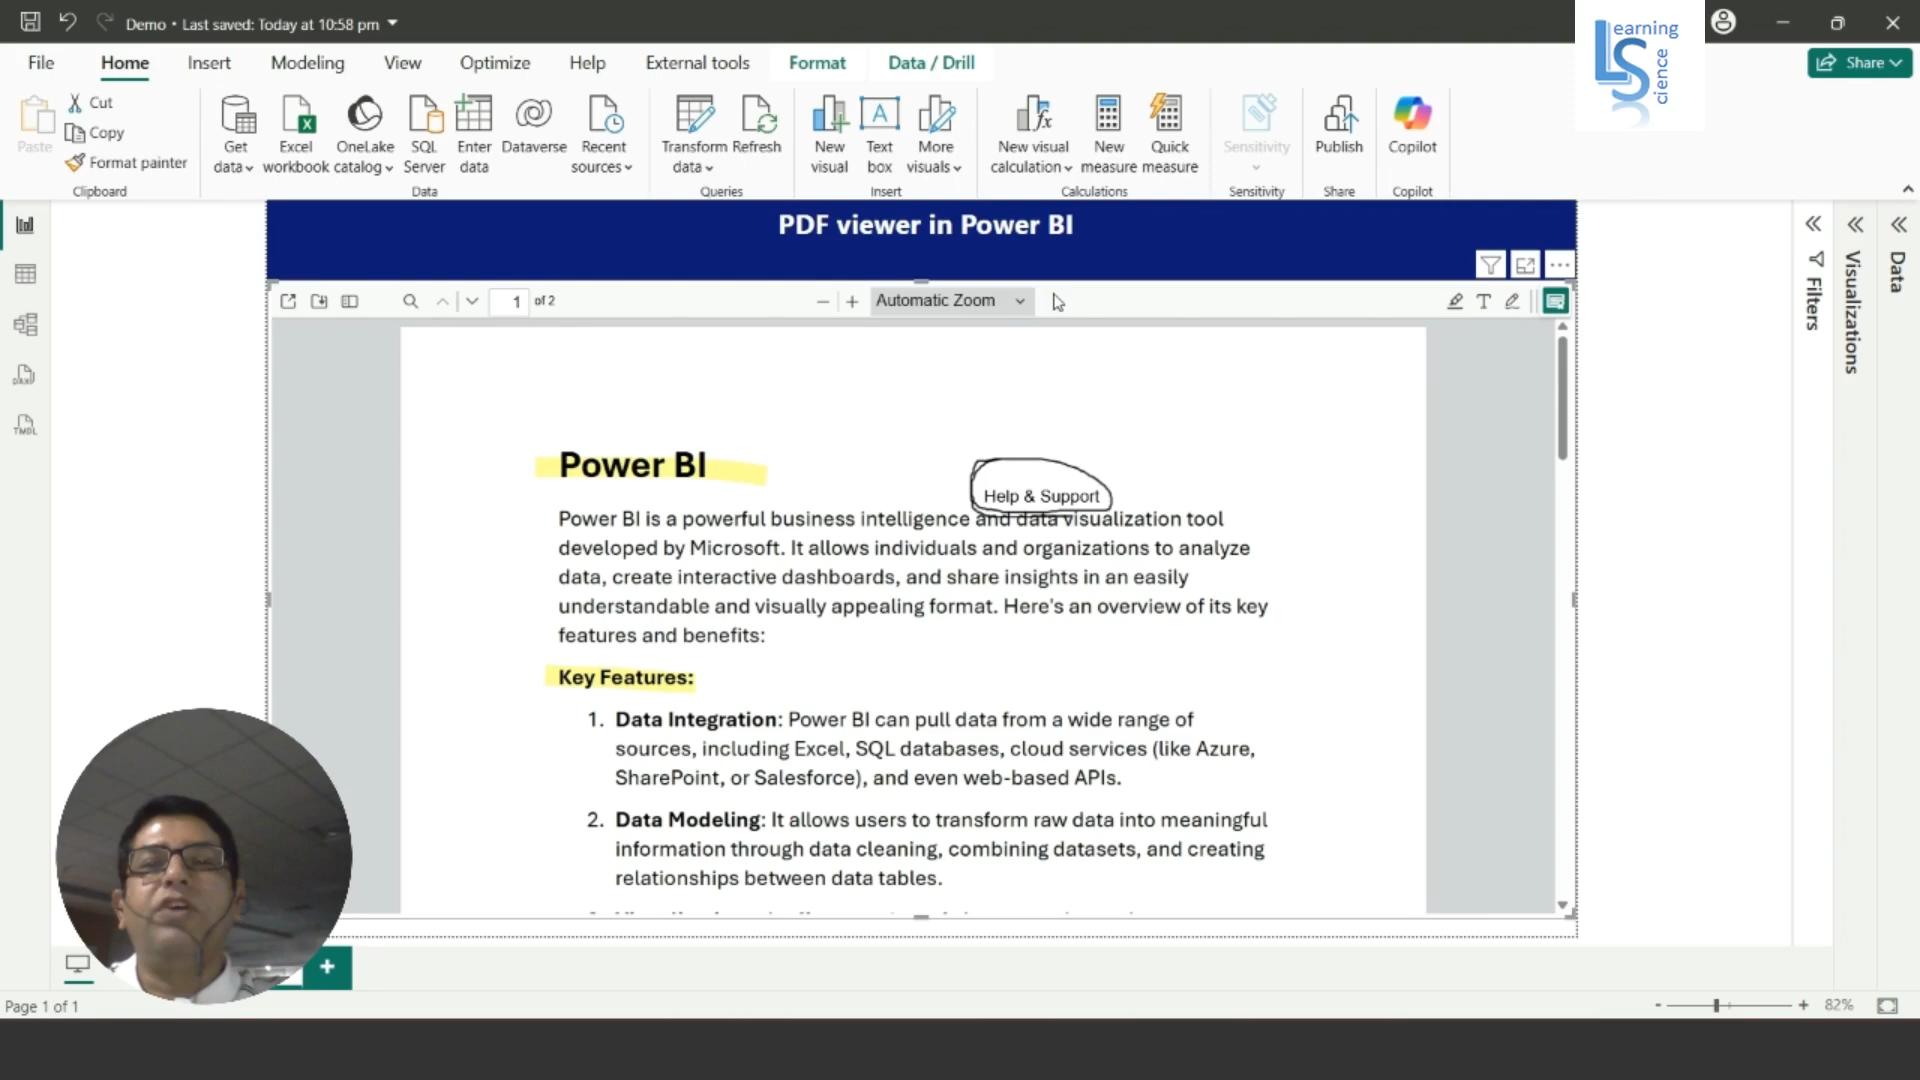 Demo • Last saved: Today at 10:58 pm
Learning Science
Share
File Home Insert Modeling View Optimize Help External tools Format Data / Drill
Paste
Cut
Copy
Format painter
Clipboard
Get data
Excel workbook
OneLake catalog
SQL Server
Enter data
Dataverse
Recent sources
Data
Transform data
Refresh
Queries
New visual
Text box
More visuals
Insert
New visual calculation
New measure
Quick measure
Calculations
Sensitivity
Sensitivity
Publish
Share
Copilot
Copilot
DAX
TMDL
PDF viewer in Power BI
1 of 2
Automatic Zoom
Filters
Visualizations
Data
Power BI
Help & Support
Power BI is a powerful business intelligence and data visualization tool
developed by Microsoft. It allows individuals and organizations to analyze
data, create interactive dashboards, and share insights in an easily
understandable and visually appealing format. Here's an overview of its key
features and benefits:
Key Features:
1. Data Integration: Power BI can pull data from a wide range of
sources, including Excel, SQL databases, cloud services (like Azure,
SharePoint, or Salesforce), and even web-based APIs.
2. Data Modeling: It allows users to transform raw data into meaningful
information through data cleaning, combining datasets, and creating
relationships between data tables.
Page 1 of 1
82%